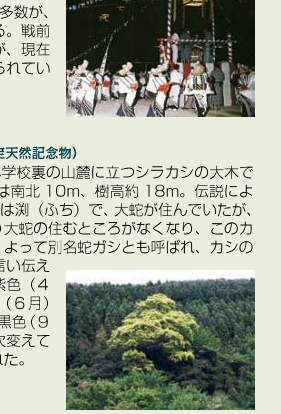 多数が、
る。戦前
が、現在
られてい
定天然記念物）
学校裏の山麓に立つシラカシの大木で
は南北 10m、樹高約 18m。伝説によ
は渕（ふち）で、大蛇が住んでいたが、
大蛇の住むところがなくなり、このカ
よって別名蛇ガシとも呼ばれ、カシの
言い伝え
紫色（４
（６月）
黒色（９
次変えて
れた。